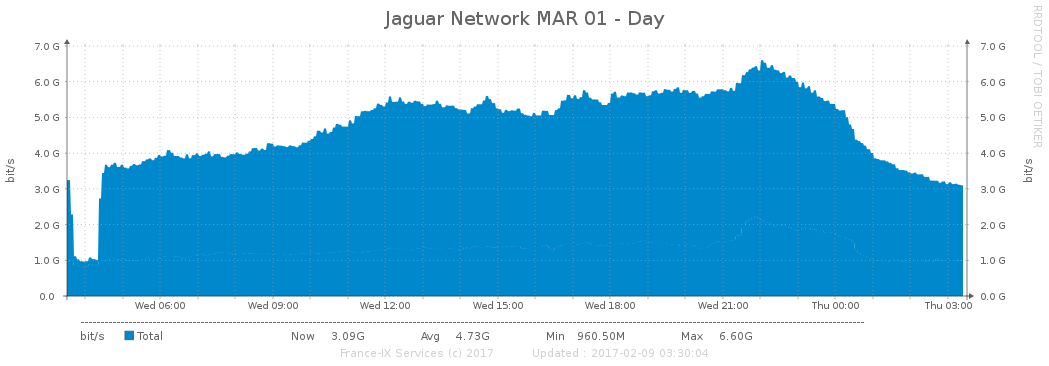 Jaguar Network MAR 01 - Day
RRDTOOL / TOBI OETIKER
bit/s
7.0 G
6.0 G
5.0 G
4.0 G
3.0 G
2.0 G
1.0 G
0.0
7.0 G
6.0 G
5.0 G
4.0 G
3.0 G
2.0 G
1.0 G
0.0 G
bit/s
Wed 06:00 Wed 09:00 Wed 12:00 Wed 15:00 Wed 18:00 Wed 21:00 Thu 00:00 Thu 03:00
bit/s Total Now 3.09G Avg 4.73G Min 960.50M Max 6.60G
France-IX Services (c) 2017 Updated : 2017-02-09 03:30:04